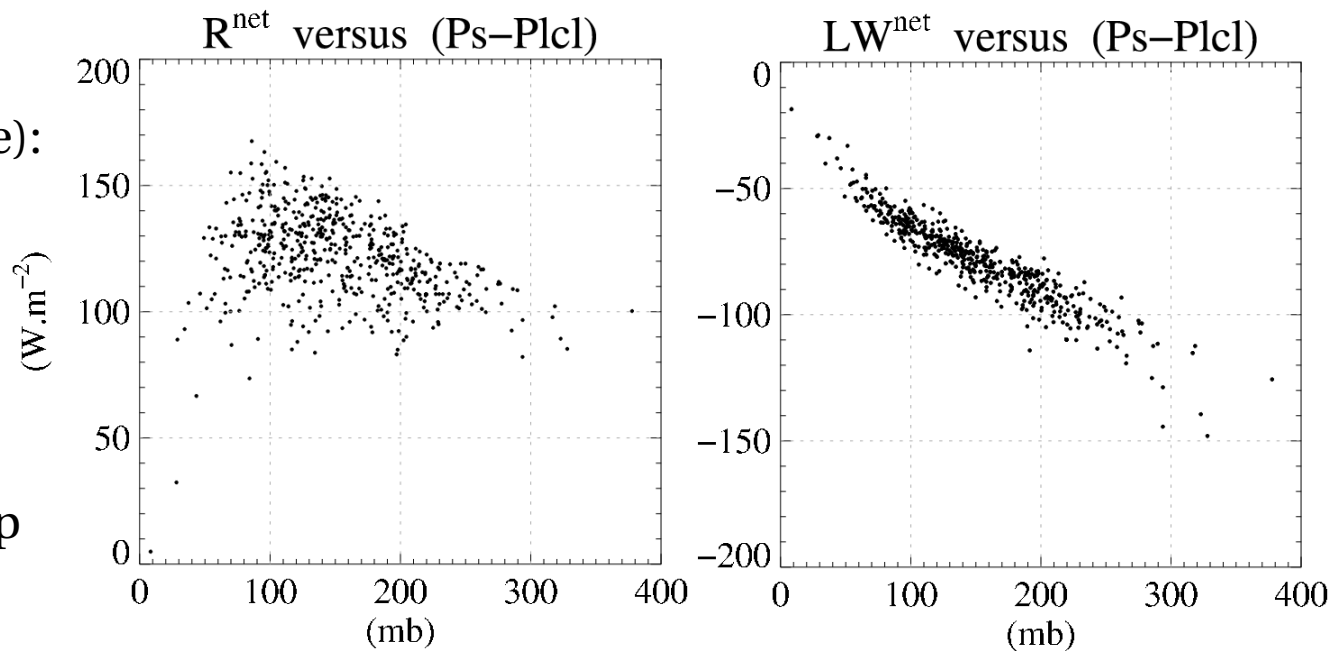 R^net versus (Ps−Plcl)
LW^net versus (Ps−Plcl)
e):
p
(W.m^−2)
200
150
100
50
0
0 100 200 300 400
(mb)
0
−50
−100
−150
−200
0 100 200 300 400
(mb)